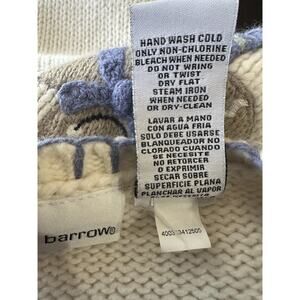 HAND WASH COLD
ONLY NON-CHLORINE
BLEACH WHEN NEEDED
DO NOT WRING
OR TWIST
DRY FLAT
STEAM IRON
WHEN NEEDED
OR DRY-CLEAN
LAVAR A MANO
CON AGUA FRIA
SOLO DEBE USARSE
BLANQUEADOR NO
CLORADO CUANDO
SE NECESITE
NO RETORCER
O EXPRIMIR
SECAR SOBRE
SUPERFICIE PLANA
PLANCHAR AL VAPOR
barrow®